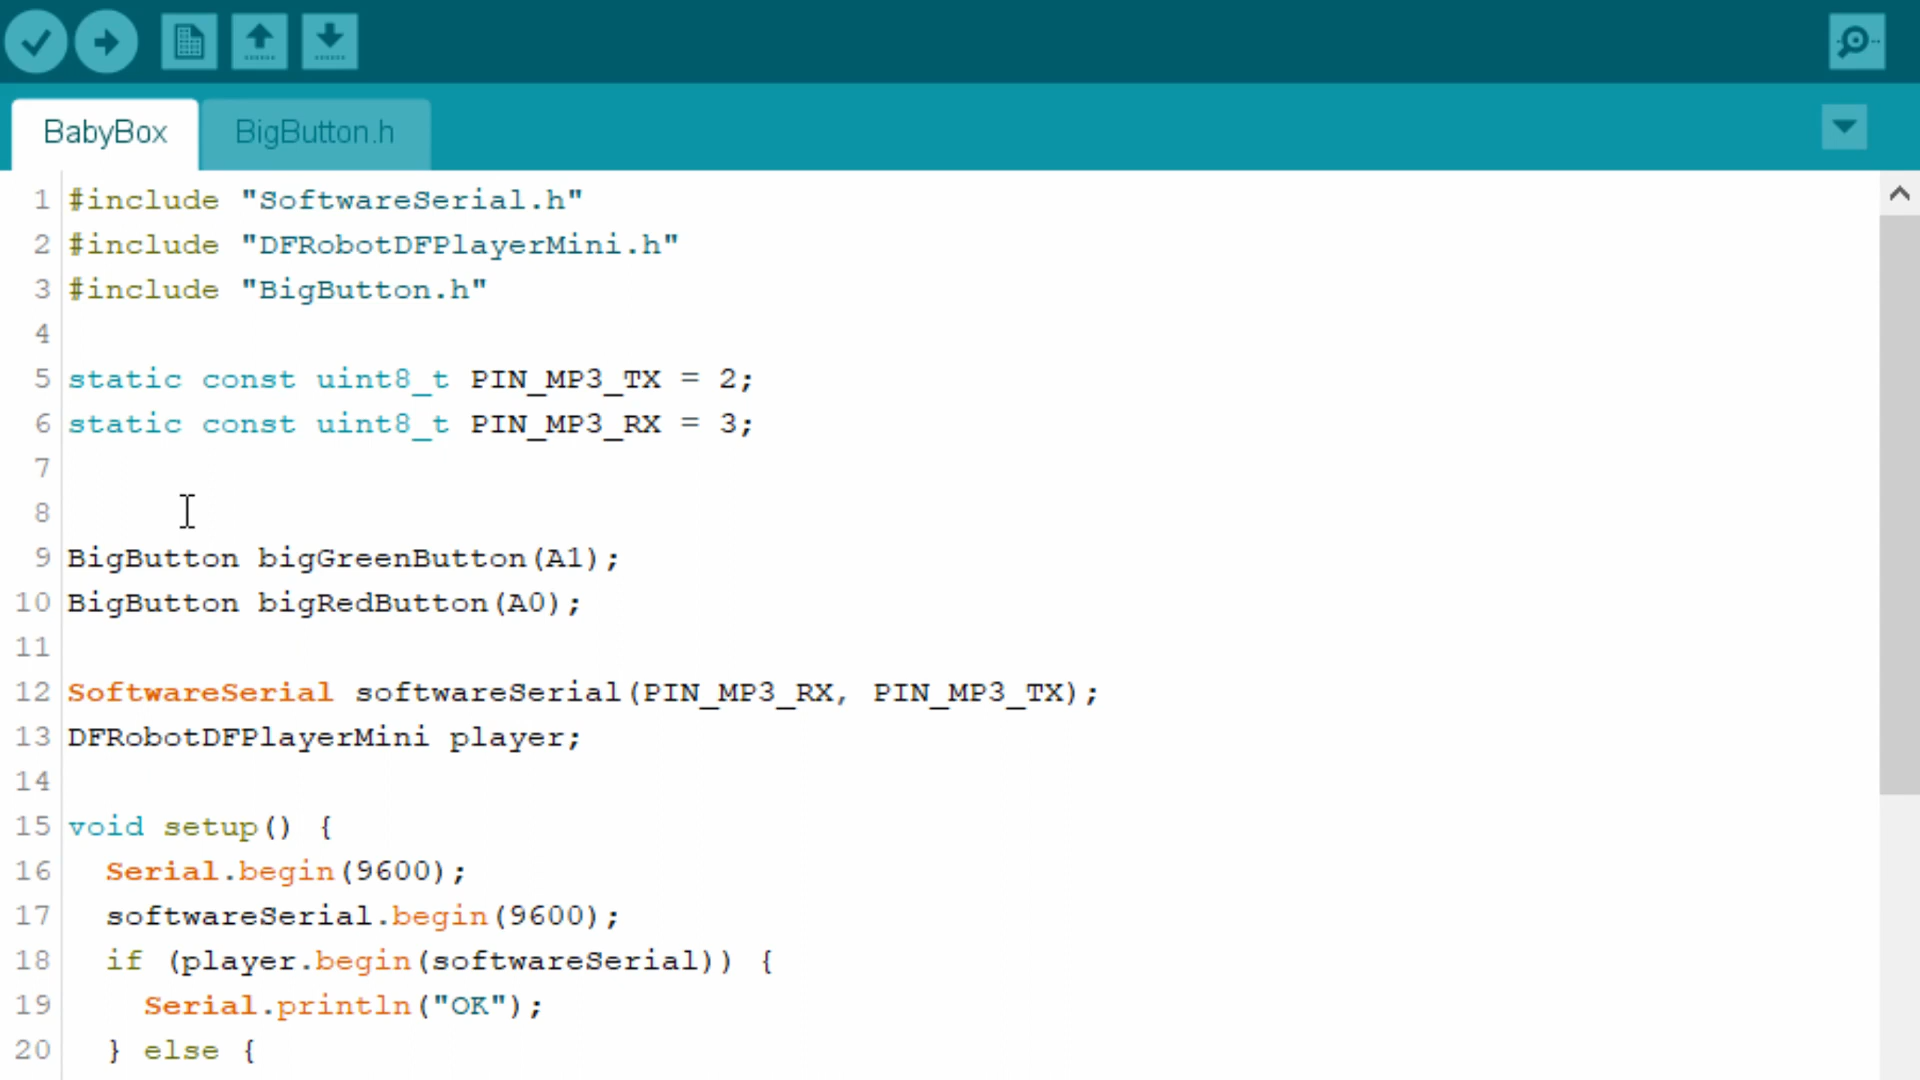 BabyBox BigButton.h
1 #include "SoftwareSerial.h"
2 #include "DFRobotDFPlayerMini.h"
3 #include "BigButton.h"
4
5 static const uint8_t PIN_MP3_TX = 2;
6 static const uint8_t PIN_MP3_RX = 3;
7
8
9 BigButton bigGreenButton(A1);
10 BigButton bigRedButton(A0);
11
12 SoftwareSerial softwareSerial(PIN_MP3_RX, PIN_MP3_TX);
13 DFRobotDFPlayerMini player;
14
15 void setup() {
16   Serial.begin(9600);
17   softwareSerial.begin(9600);
18   if (player.begin(softwareSerial)) {
19     Serial.println("OK");
20   } else {